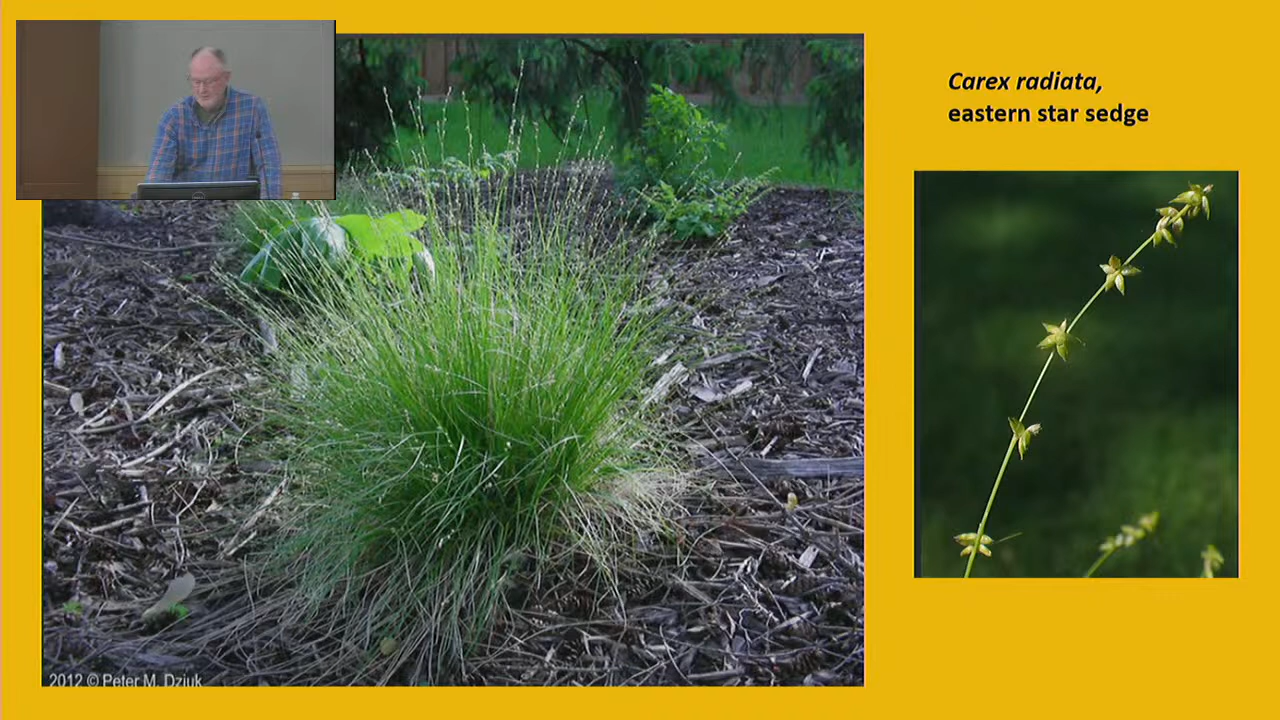 Carex radiata,
eastern star sedge
2012 © Peter M. Dziuk